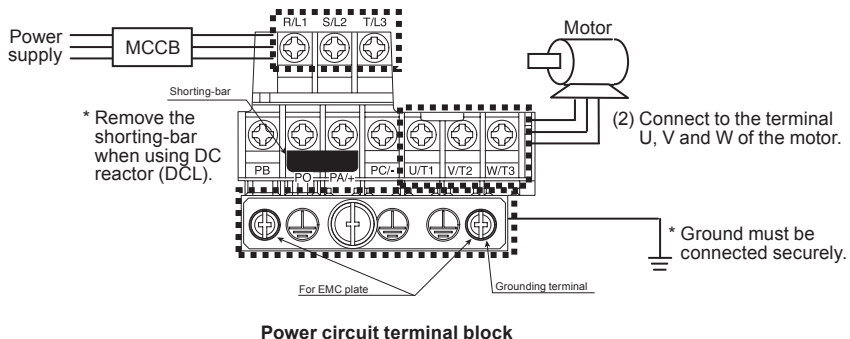 R/L1 S/L2 T/L3
Power
supply
MCCB
Motor
Shorting-bar
* Remove the
shorting-bar
when using DC
reactor (DCL).
(2) Connect to the terminal
U, V and W of the motor.
PB PO PA/+ PC/- U/T1 V/T2 W/T3
* Ground must be
connected securely.
For EMC plate
Grounding terminal
Power circuit terminal block